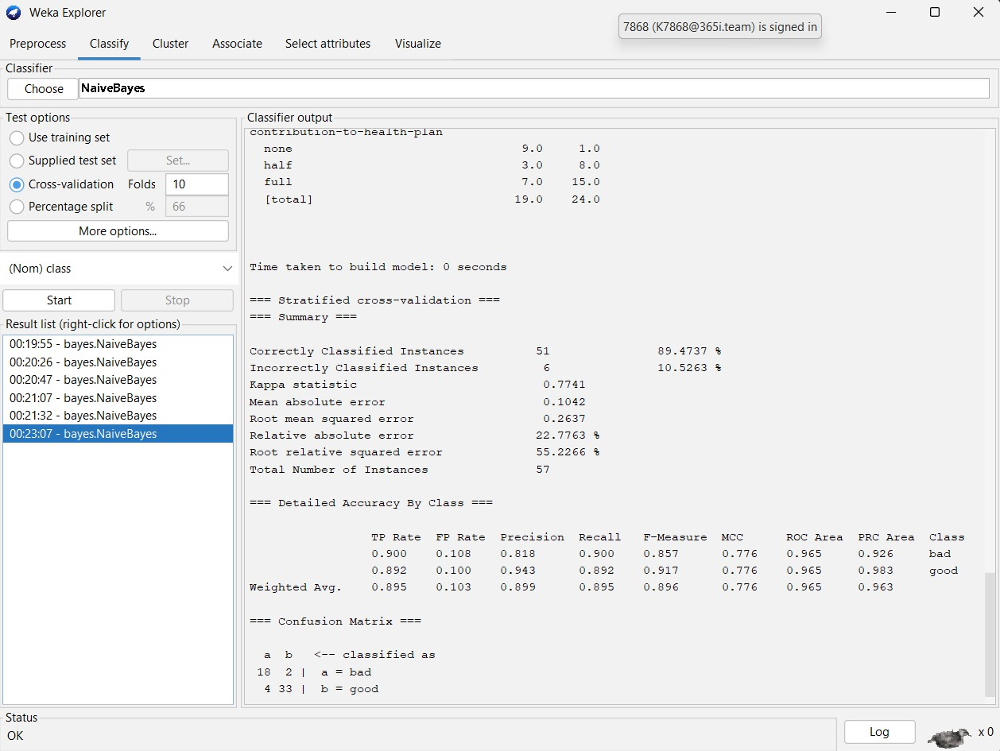 Weka Explorer
7868 (K7868@365i.team) is signed in
Preprocess Classify Cluster Associate Select attributes Visualize
Classifier
Choose NaiveBayes
Test options
Use training set
Supplied test set Set...
Cross-validation Folds 10
Percentage split % 66
More options...
(Nom) class
Start Stop
Result list (right-click for options)
00:19:55 - bayes.NaiveBayes
00:20:26 - bayes.NaiveBayes
00:20:47 - bayes.NaiveBayes
00:21:07 - bayes.NaiveBayes
00:21:32 - bayes.NaiveBayes
00:23:07 - bayes.NaiveBayes
Classifier output
contribution-to-health-plan
none 9.0 1.0
half 3.0 8.0
full 7.0 15.0
[total] 19.0 24.0
Time taken to build model: 0 seconds
=== Stratified cross-validation ===
=== Summary ===
Correctly Classified Instances 51 89.4737 %
Incorrectly Classified Instances 6 10.5263 %
Kappa statistic 0.7741
Mean absolute error 0.1042
Root mean squared error 0.2637
Relative absolute error 22.7763 %
Root relative squared error 55.2266 %
Total Number of Instances 57
=== Detailed Accuracy By Class ===
TP Rate FP Rate Precision Recall F-Measure MCC ROC Area PRC Area Class
0.900 0.108 0.818 0.900 0.857 0.776 0.965 0.926 bad
0.892 0.100 0.943 0.892 0.917 0.776 0.965 0.983 good
Weighted Avg. 0.895 0.103 0.899 0.895 0.896 0.776 0.965 0.963
=== Confusion Matrix ===
a b <-- classified as
18 2 | a = bad
4 33 | b = good
Status
OK
Log
x 0